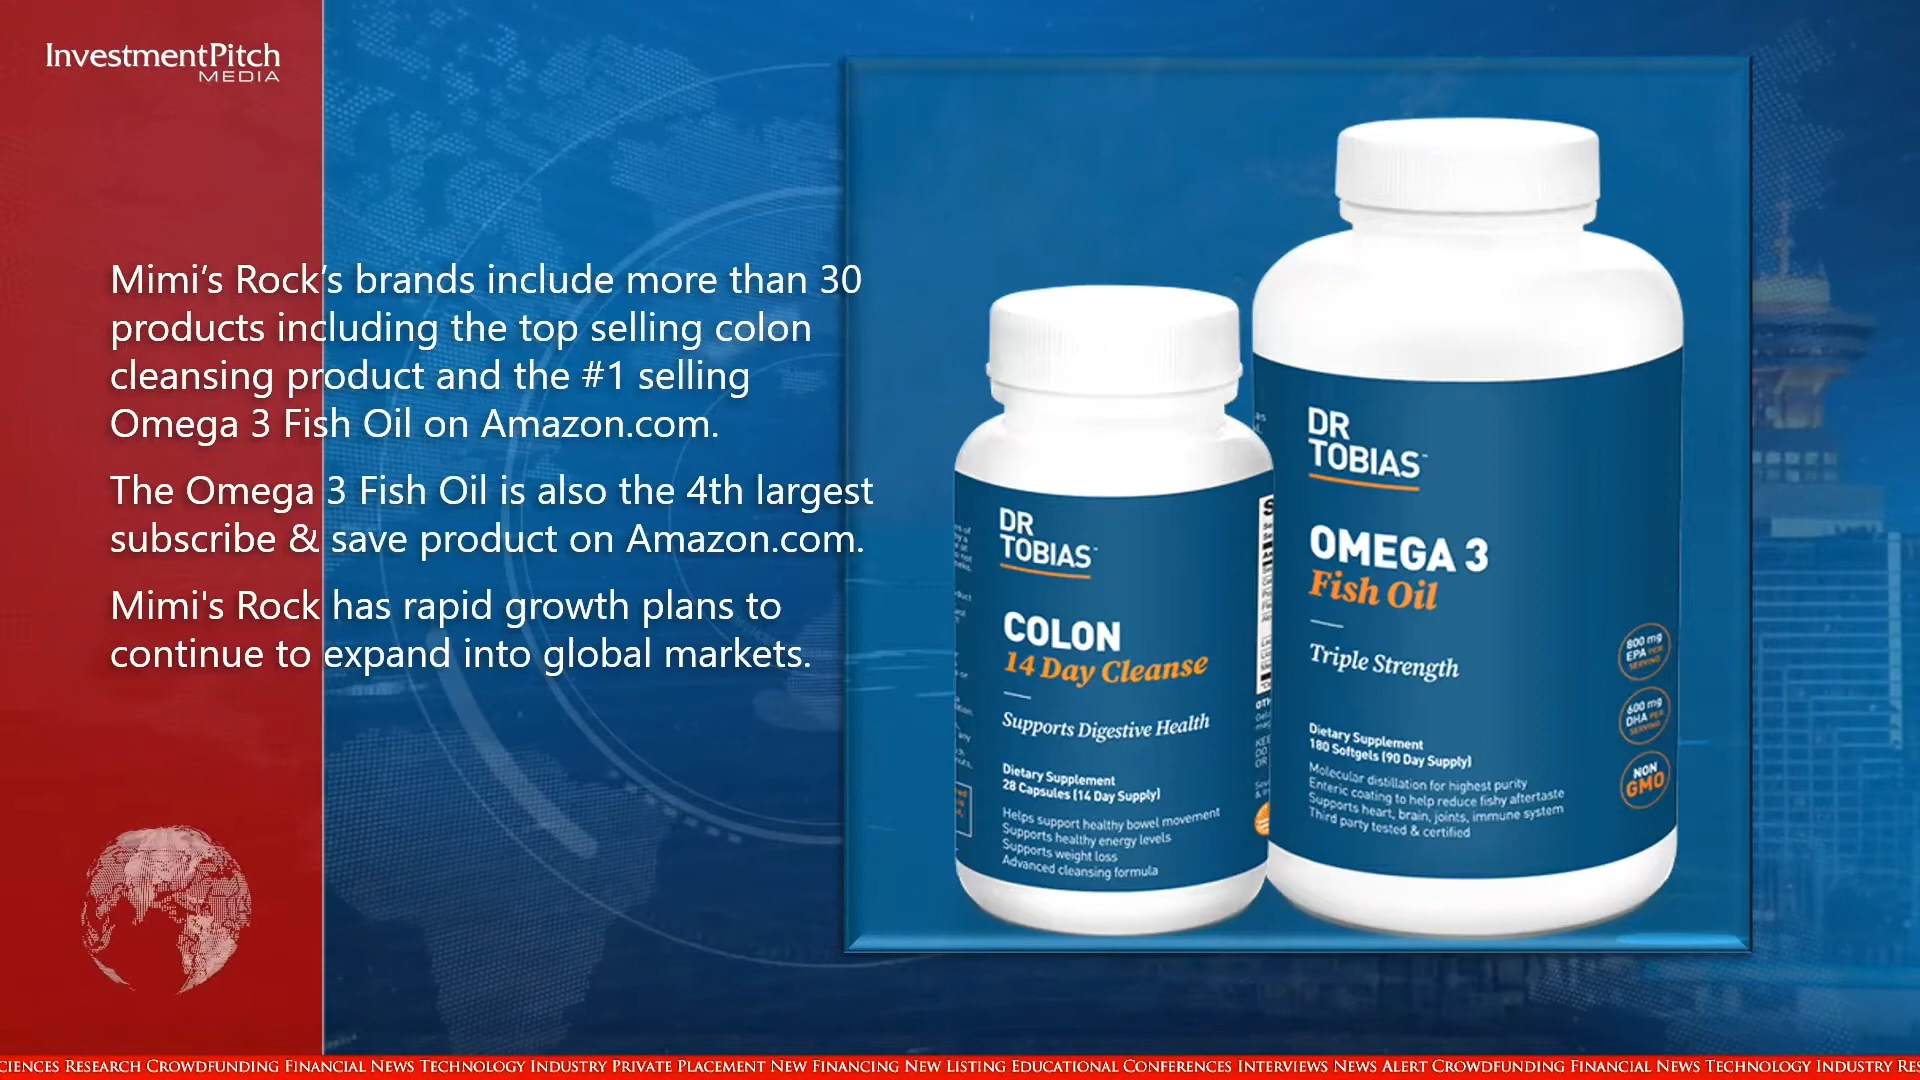 InvestmentPitch
MEDIA
Mimi’s Rock’s brands include more than 30
products including the top selling colon
cleansing product and the #1 selling
Omega 3 Fish Oil on Amazon.com.
The Omega 3 Fish Oil is also the 4th largest
subscribe & save product on Amazon.com.
Mimi's Rock has rapid growth plans to
continue to expand into global markets.
DR
TOBIAS
COLON
14 Day Cleanse
Supports Digestive Health
Dietary Supplement
28 Capsules (14 Day Supply)
Helps support healthy bowel movement
Supports healthy energy levels
Supports weight loss
Advanced cleansing formula
DR
TOBIAS
OMEGA 3
Fish Oil
Triple Strength
Dietary Supplement
180 Softgels (90 Day Supply)
Molecular distillation for highest purity
Enteric coating to help reduce fishy aftertaste
Supports heart, brain, joints, immune system
Third party tested & certified
800 mg
EPA PER
SERVING
600 mg
DHA PER
SERVING
NON
GMO
RESEARCH CROWDFUNDING FINANCIAL NEWS TECHNOLOGY INDUSTRY PRIVATE PLACEMENT NEW FINANCING NEW LISTING EDUCATIONAL CONFERENCES INTERVIEWS NEWS ALERT CROWDFUNDING FINANCIAL NEWS TECHNOLOGY INDUSTRY